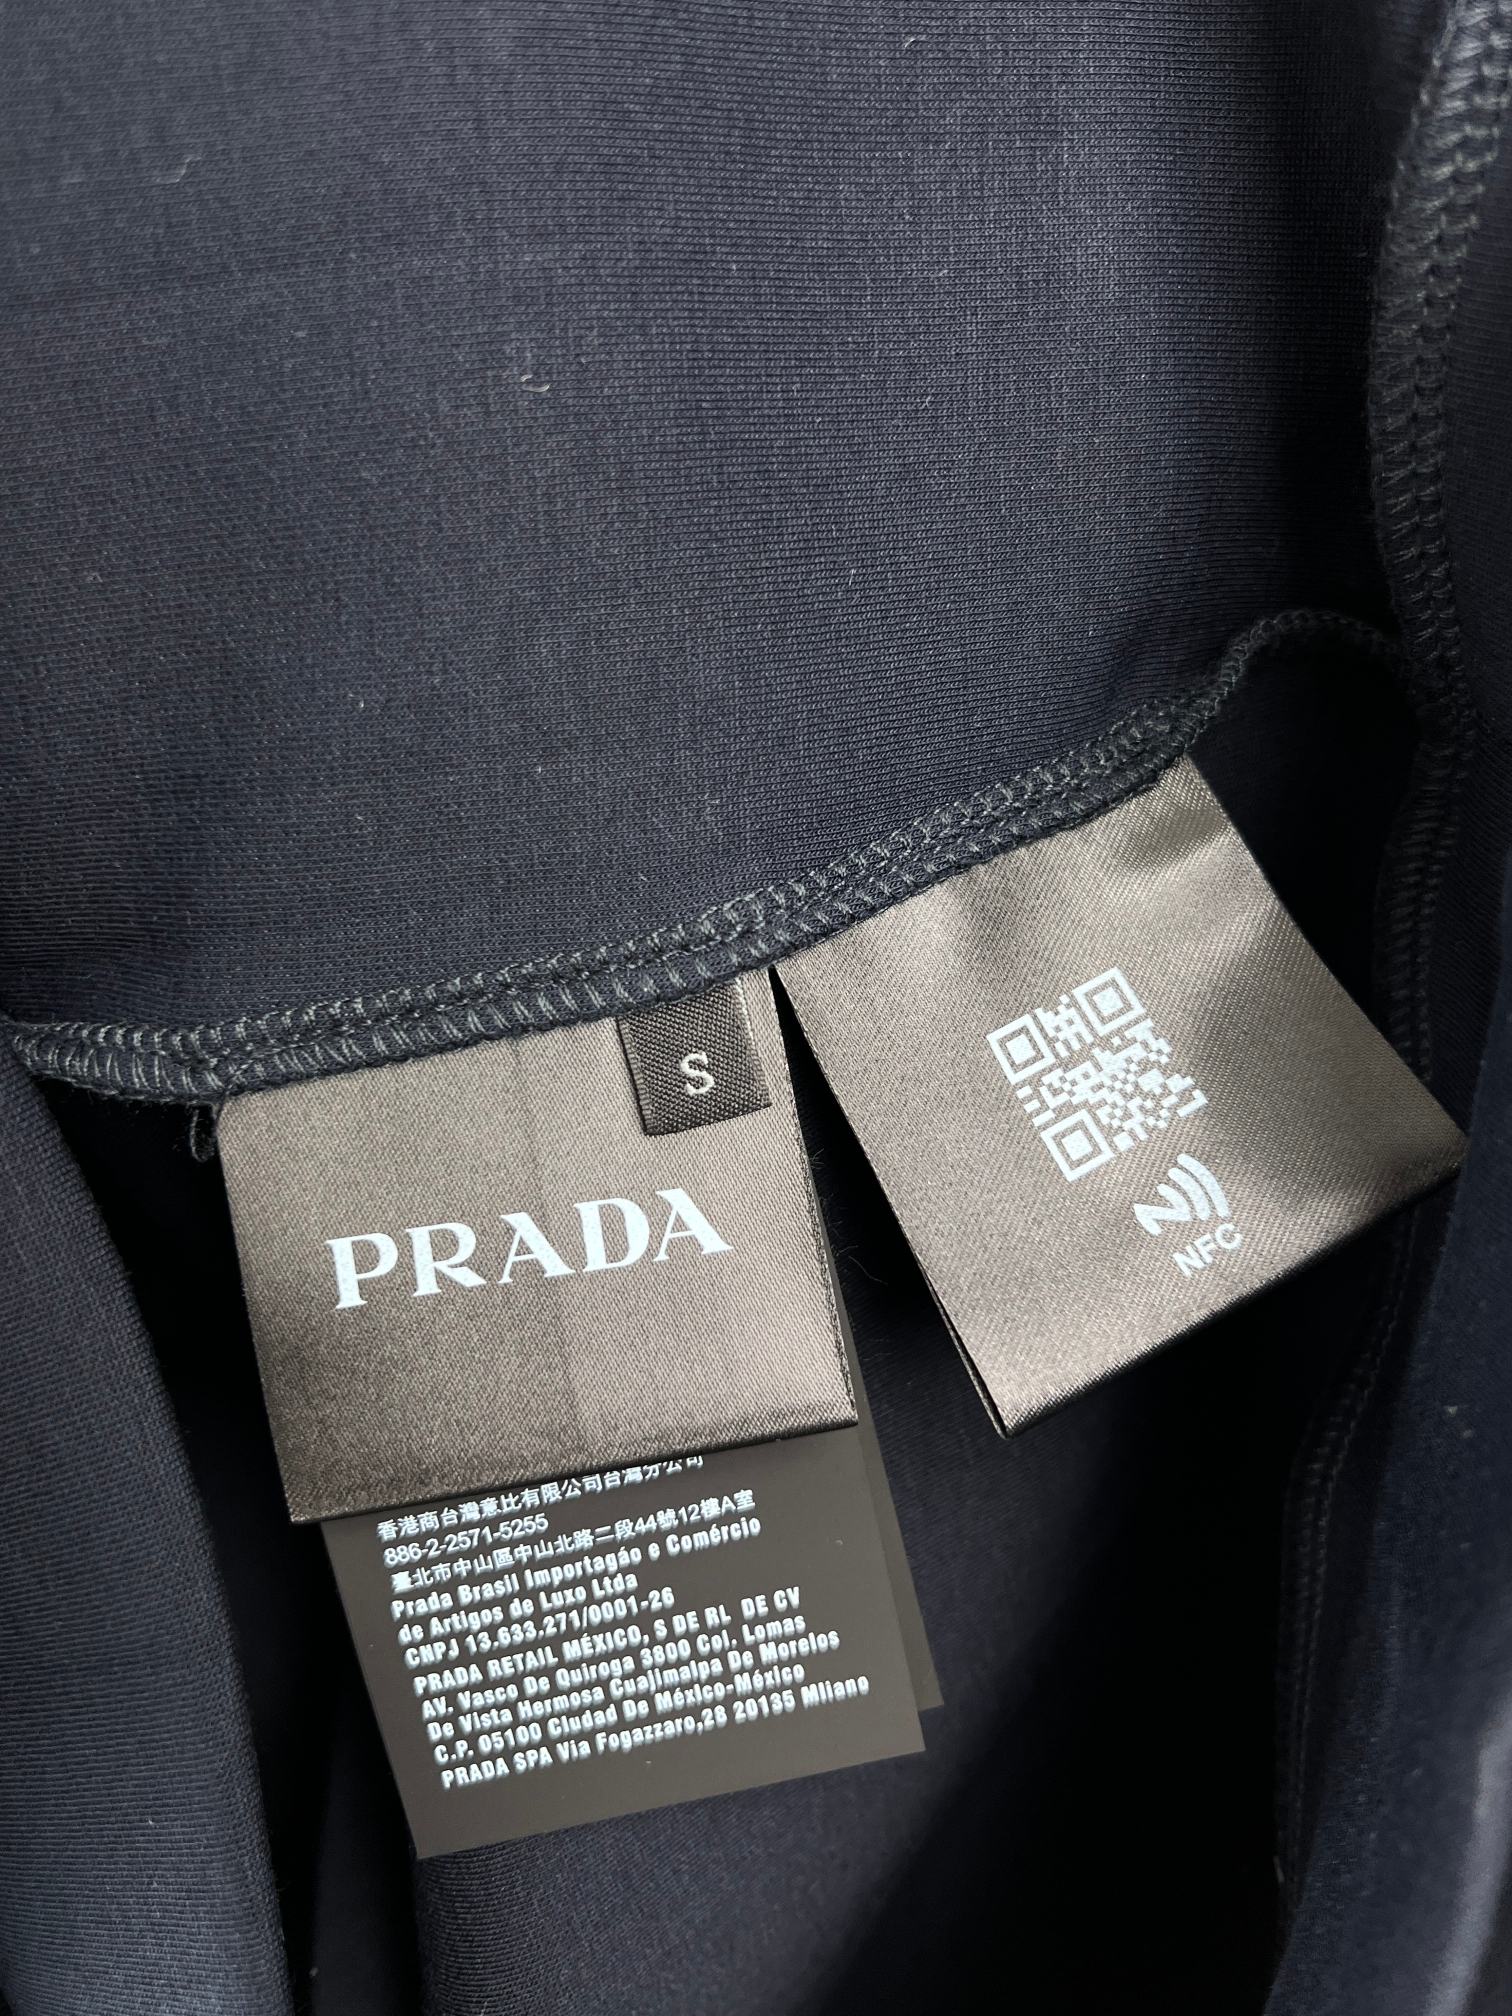 S
PRADA
NFC
香港商台灣意比有限公司台灣分公司
886-2-2571-5255
臺北市中山區中山北路二段44號12樓A室
Prada Brasil Importagáo e Comércio
de Artigos de Luxo Ltda
CNPJ 13.633.271/0001-26
PRADA RETAIL MÉXICO, S DE RL DE CV
AV. Vasco De Quiroga 3800 Col. Lomas
De Vista Hermosa Cuajimalpa De Morelos
C.P. 05100 Ciudad De México-México
PRADA SPA Via Fogazzaro,28 20135 Mliano